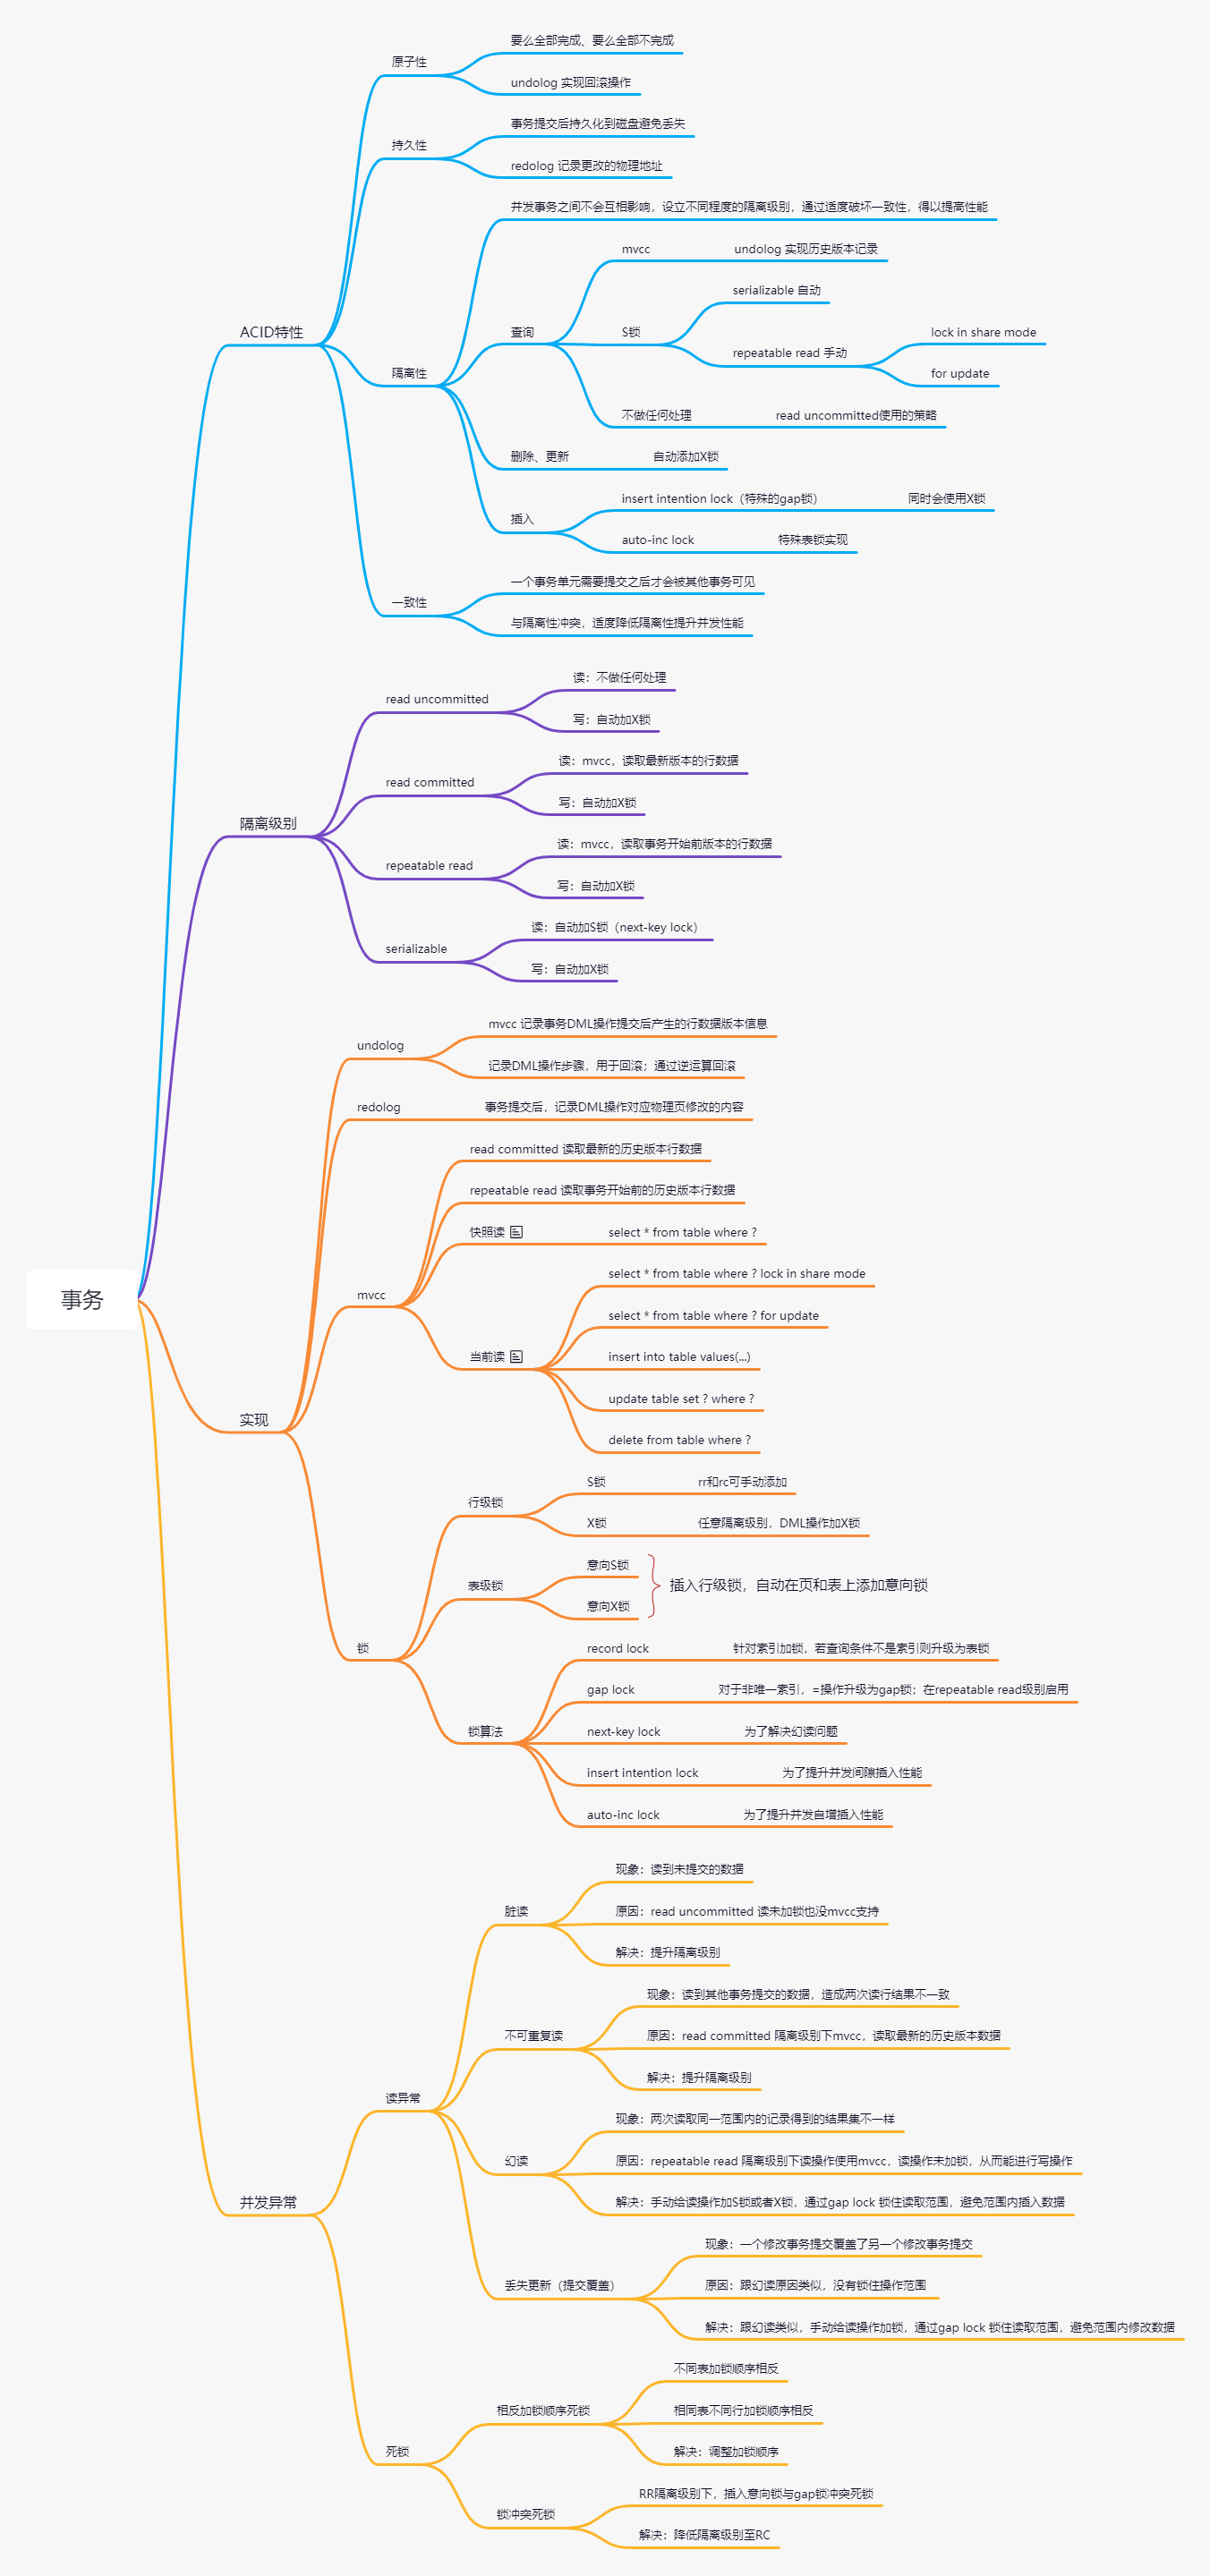 事务
ACID特性
原子性
要么全部完成、要么全部不完成
undolog 实现回滚操作
持久性
事务提交后持久化到磁盘避免丢失
redolog 记录更改的物理地址
隔离性
并发事务之间不会互相影响，设立不同程度的隔离级别，通过适度破坏一致性，得以提高性能
查询
mvcc
undolog 实现历史版本记录
S锁
serializable 自动
repeatable read 手动
lock in share mode
for update
不做任何处理
read uncommitted使用的策略
删除、更新
自动添加X锁
插入
insert intention lock（特殊的gap锁）
同时会使用X锁
auto-inc lock
特殊表锁实现
一致性
一个事务单元需要提交之后才会被其他事务可见
与隔离性冲突，适度降低隔离性提升并发性能
隔离级别
read uncommitted
读：不做任何处理
写：自动加X锁
read committed
读：mvcc，读取最新版本的行数据
写：自动加X锁
repeatable read
读：mvcc，读取事务开始前版本的行数据
写：自动加X锁
serializable
读：自动加S锁（next-key lock）
写：自动加X锁
实现
undolog
mvcc 记录事务DML操作提交后产生的行数据版本信息
记录DML操作步骤，用于回滚；通过逆运算回滚
redolog
事务提交后，记录DML操作对应物理页修改的内容
mvcc
read committed 读取最新的历史版本行数据
repeatable read 读取事务开始前的历史版本行数据
快照读
select * from table where ?
当前读
select * from table where ? lock in share mode
select * from table where ? for update
insert into table values(...)
update table set ? where ?
delete from table where ?
锁
行级锁
S锁
rr和rc可手动添加
X锁
任意隔离级别，DML操作加X锁
表级锁
意向S锁
意向X锁
插入行级锁，自动在页和表上添加意向锁
锁算法
record lock
针对索引加锁，若查询条件不是索引则升级为表锁
gap lock
对于非唯一索引，=操作升级为gap锁；在repeatable read级别启用
next-key lock
为了解决幻读问题
insert intention lock
为了提升并发间隙插入性能
auto-inc lock
为了提升并发自增插入性能
并发异常
读异常
脏读
现象：读到未提交的数据
原因：read uncommitted 读未加锁也没mvcc支持
解决：提升隔离级别
不可重复读
现象：读到其他事务提交的数据，造成两次读行结果不一致
原因：read committed 隔离级别下mvcc，读取最新的历史版本数据
解决：提升隔离级别
幻读
现象：两次读取同一范围内的记录得到的结果集不一样
原因：repeatable read 隔离级别下读操作使用mvcc，读操作未加锁，从而能进行写操作
解决：手动给读操作加S锁或者X锁，通过gap lock 锁住读取范围，避免范围内插入数据
丢失更新（提交覆盖）
现象：一个修改事务提交覆盖了另一个修改事务提交
原因：跟幻读原因类似，没有锁住操作范围
解决：跟幻读类似，手动给读操作加锁，通过gap lock 锁住读取范围，避免范围内修改数据
死锁
相反加锁顺序死锁
不同表加锁顺序相反
相同表不同行加锁顺序相反
解决：调整加锁顺序
锁冲突死锁
RR隔离级别下，插入意向锁与gap锁冲突死锁
解决：降低隔离级别至RC